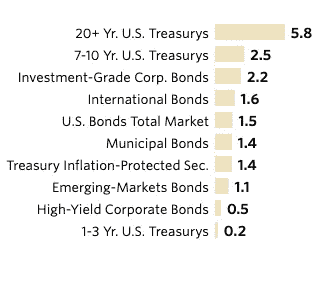 20+ Yr. U.S. Treasurys 5.8
7-10 Yr. U.S. Treasurys 2.5
Investment-Grade Corp. Bonds 2.2
International Bonds 1.6
U.S. Bonds Total Market 1.5
Municipal Bonds 1.4
Treasury Inflation-Protected Sec. 1.4
Emerging-Markets Bonds 1.1
High-Yield Corporate Bonds 0.5
1-3 Yr. U.S. Treasurys 0.2